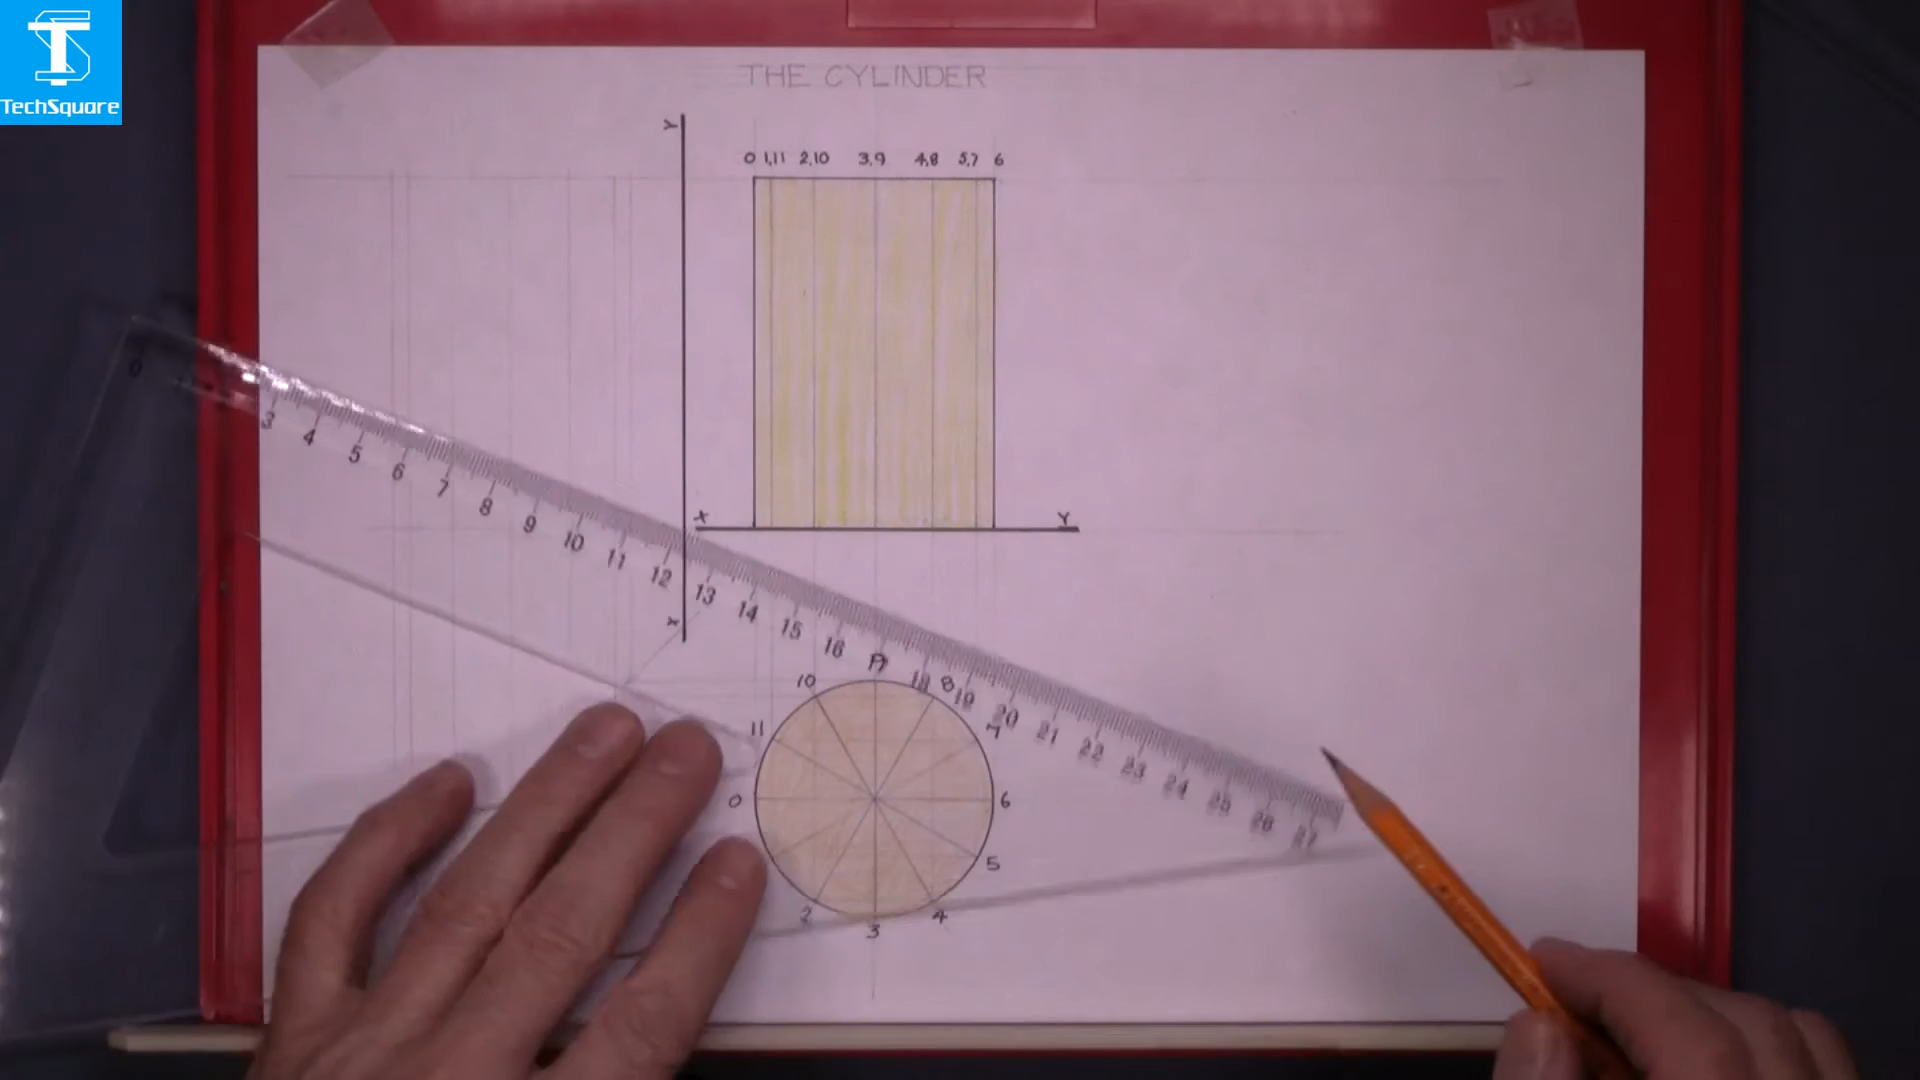 TechSquare
THE CYLINDER
Y
0 1,11 2,10 3,9 4,8 5,7 6
0
3 4 5 6 7 8 9 10 11 12 13 14 15 16 17 18 19 20 21 22 23 24 25 26 27
X Y
X
10 8
11 7
0 6
5
2 4
3